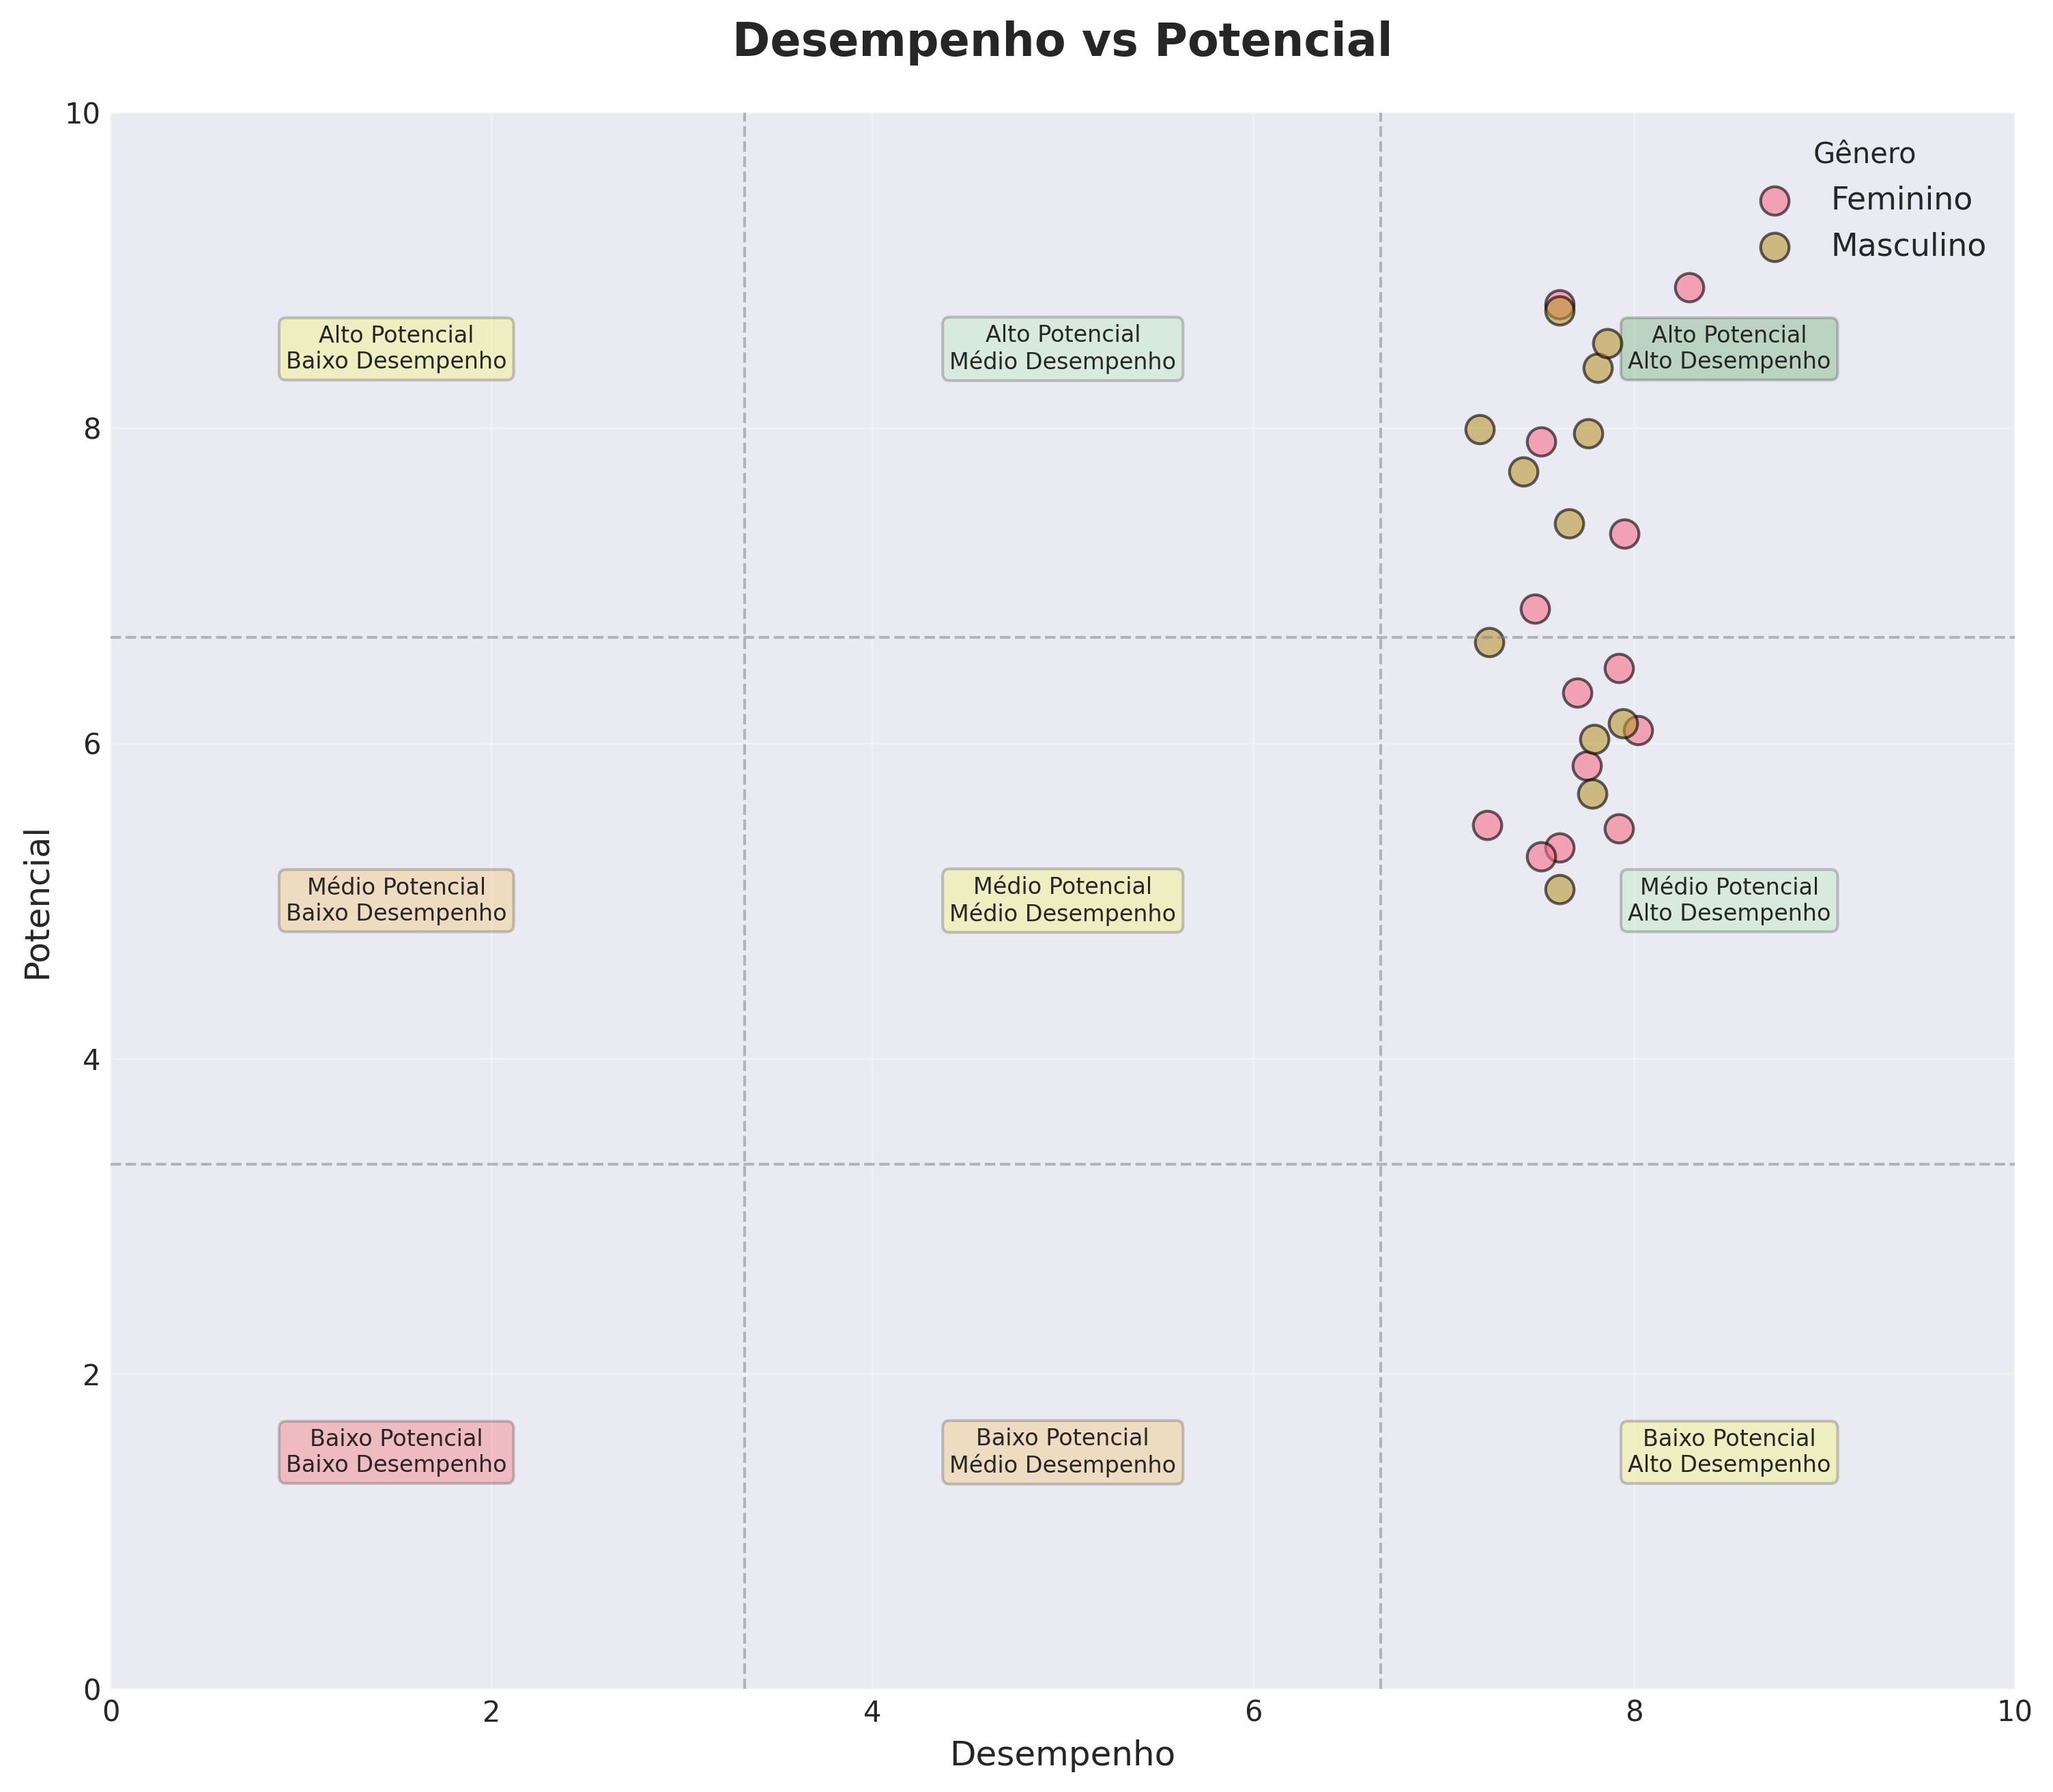 Desempenho vs Potencial
Gênero
Feminino
Masculino
Alto Potencial
Baixo Desempenho
Alto Potencial
Médio Desempenho
Alto Potencial
Alto Desempenho
Médio Potencial
Baixo Desempenho
Médio Potencial
Médio Desempenho
Médio Potencial
Alto Desempenho
Baixo Potencial
Baixo Desempenho
Baixo Potencial
Médio Desempenho
Baixo Potencial
Alto Desempenho
Potencial
10
8
6
4
2
0
0 2 4 6 8 10
Desempenho